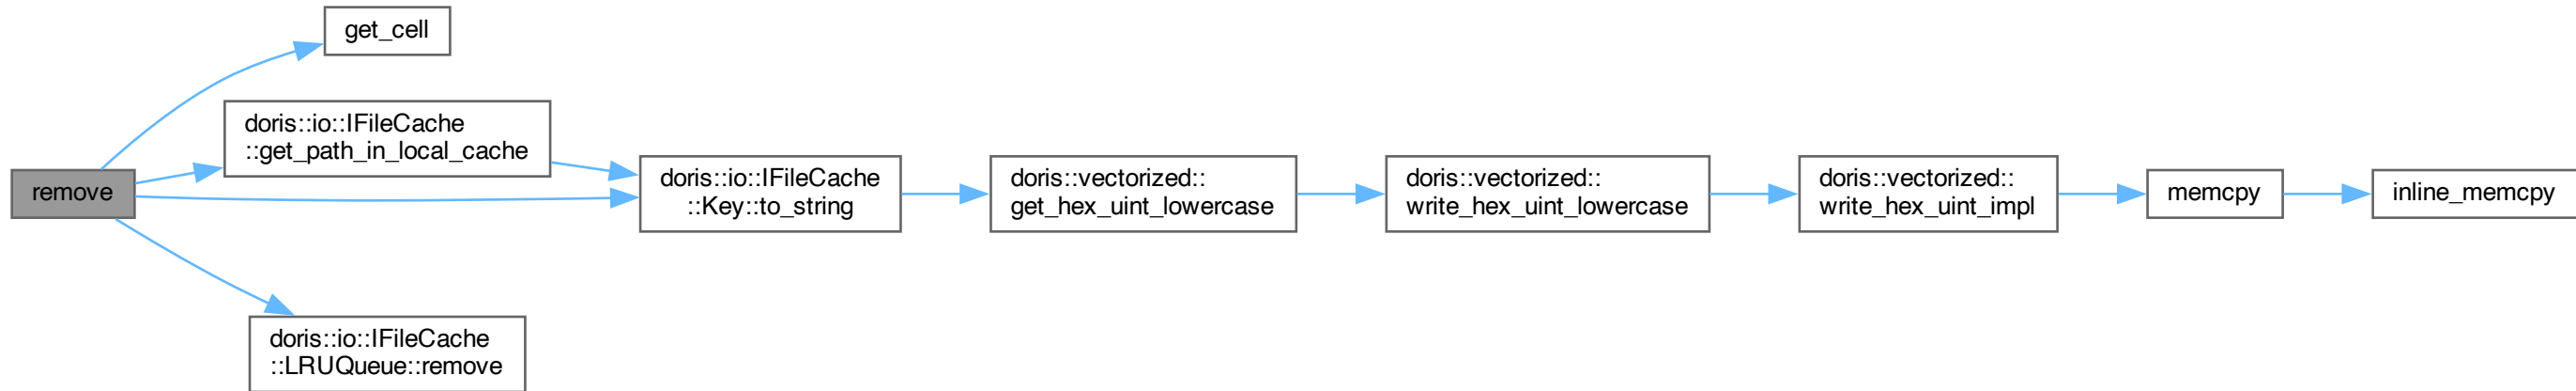 get_cell
doris::io::IFileCache
::get_path_in_local_cache
remove
doris::io::IFileCache
::Key::to_string
doris::vectorized::
get_hex_uint_lowercase
doris::vectorized::
write_hex_uint_lowercase
doris::vectorized::
write_hex_uint_impl
memcpy
inline_memcpy
doris::io::IFileCache
::LRUQueue::remove